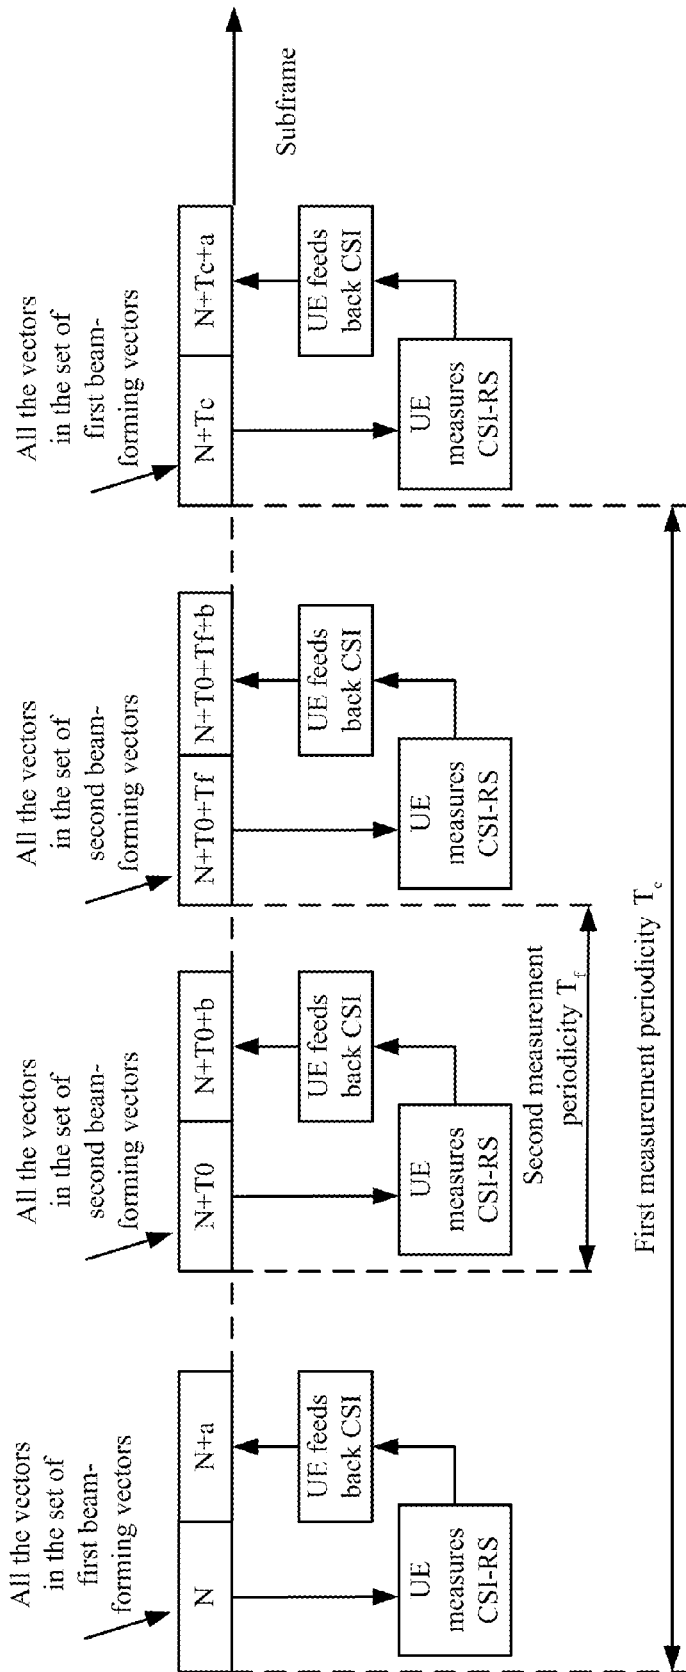 All the vectors
in the set of
first beam-
forming vectors
N
N+a
UE
measures
CSI-RS
UE feeds
back CSI
All the vectors
in the set of
second beam-
forming vectors
N+T0
N+T0+b
UE
measures
CSI-RS
UE feeds
back CSI
All the vectors
in the set of
second beam-
forming vectors
N+T0+Tf
N+T0+Tf+b
UE
measures
CSI-RS
UE feeds
back CSI
All the vectors
in the set of
first beam-
forming vectors
N+Tc
N+Tc+a
UE
measures
CSI-RS
UE feeds
back CSI
Subframe
Second measurement
periodicity T_f
First measurement periodicity T_c